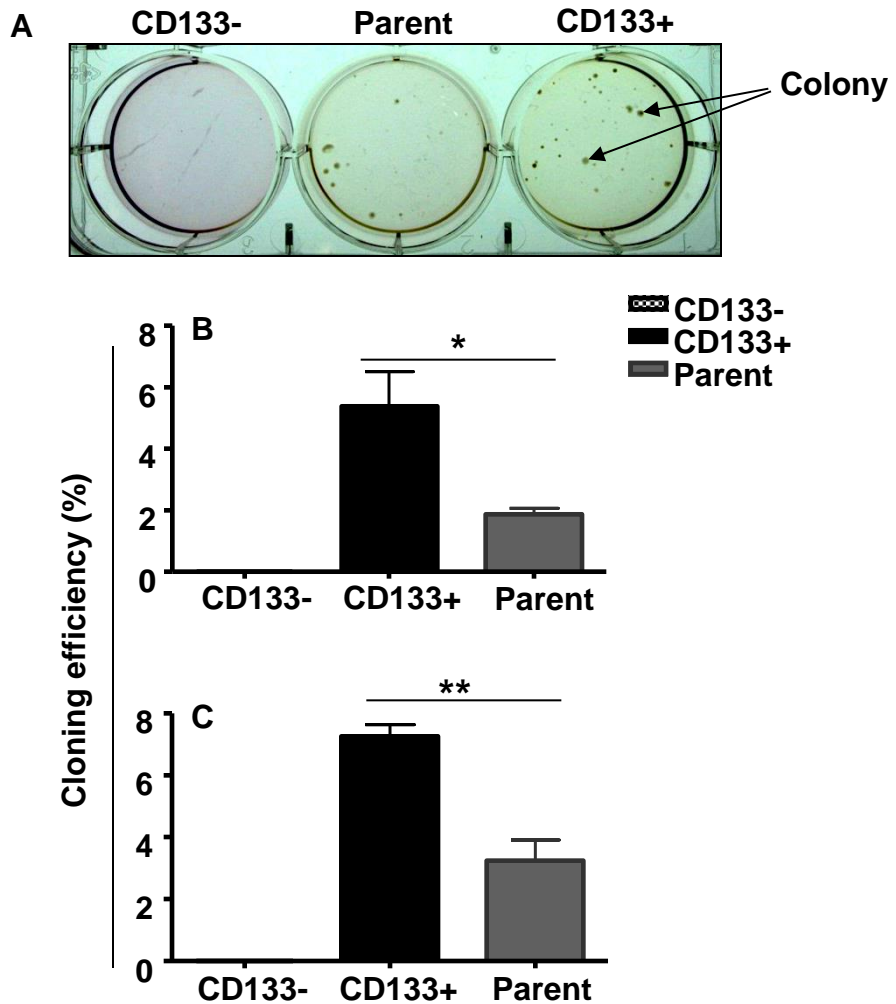 A
CD133- Parent CD133+
Colony
CD133-
CD133+
Parent
B
*
8
6
4
2
0
CD133- CD133+ Parent
Cloning efficiency (%)
C
**
8
6
4
2
0
CD133- CD133+ Parent